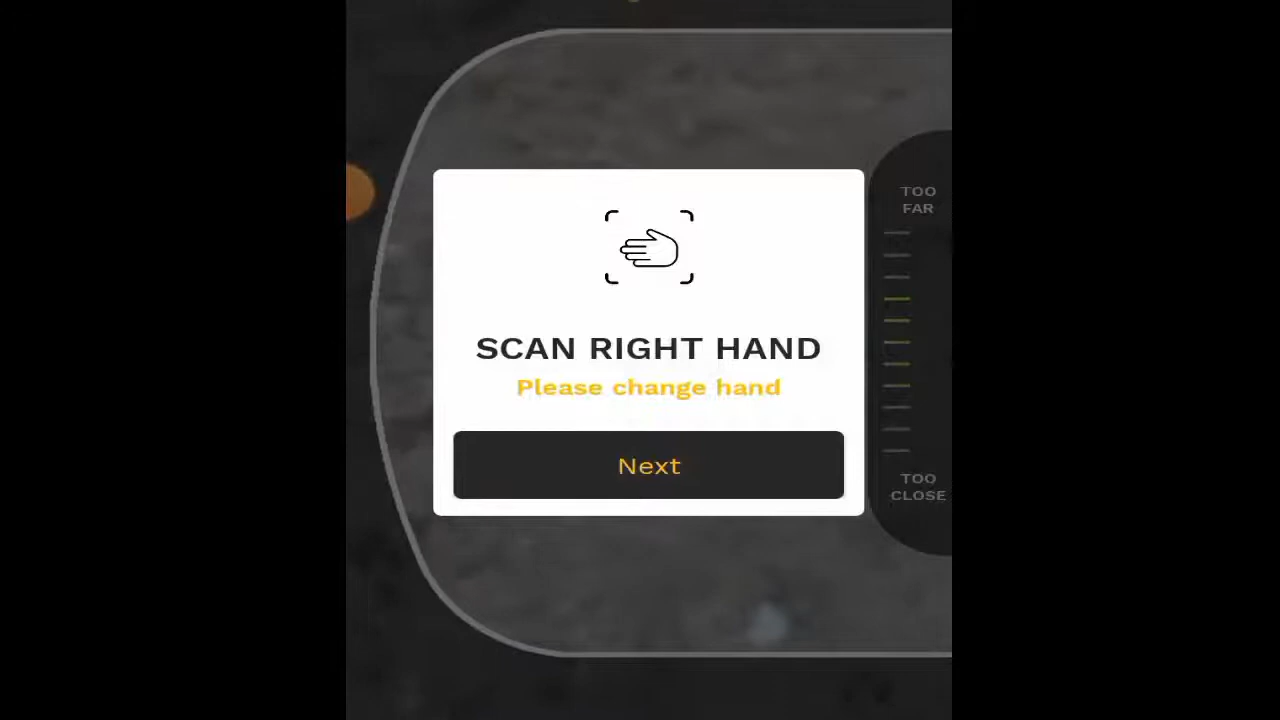 TOO
FAR
SCAN RIGHT HAND
Please change hand
Next
TOO
CLOSE